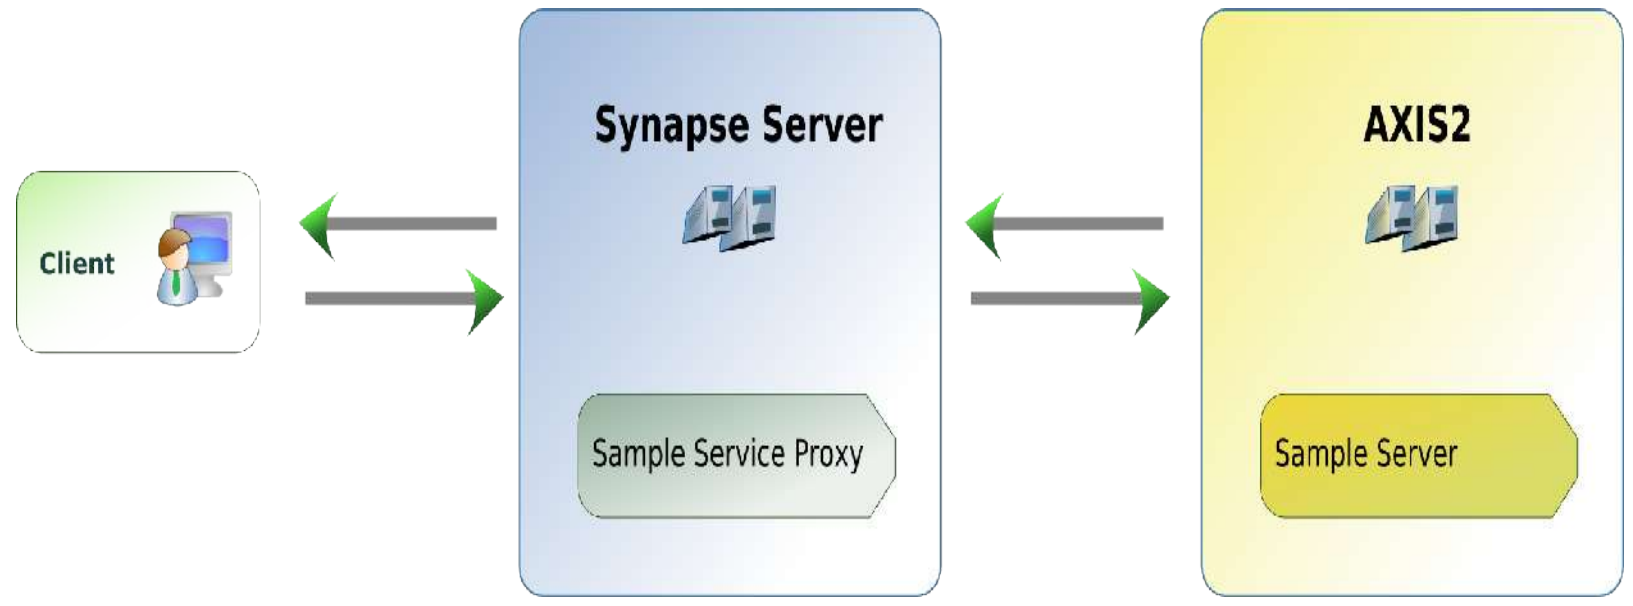 Synapse Server
AXIS2
Client
Sample Service Proxy
Sample Server